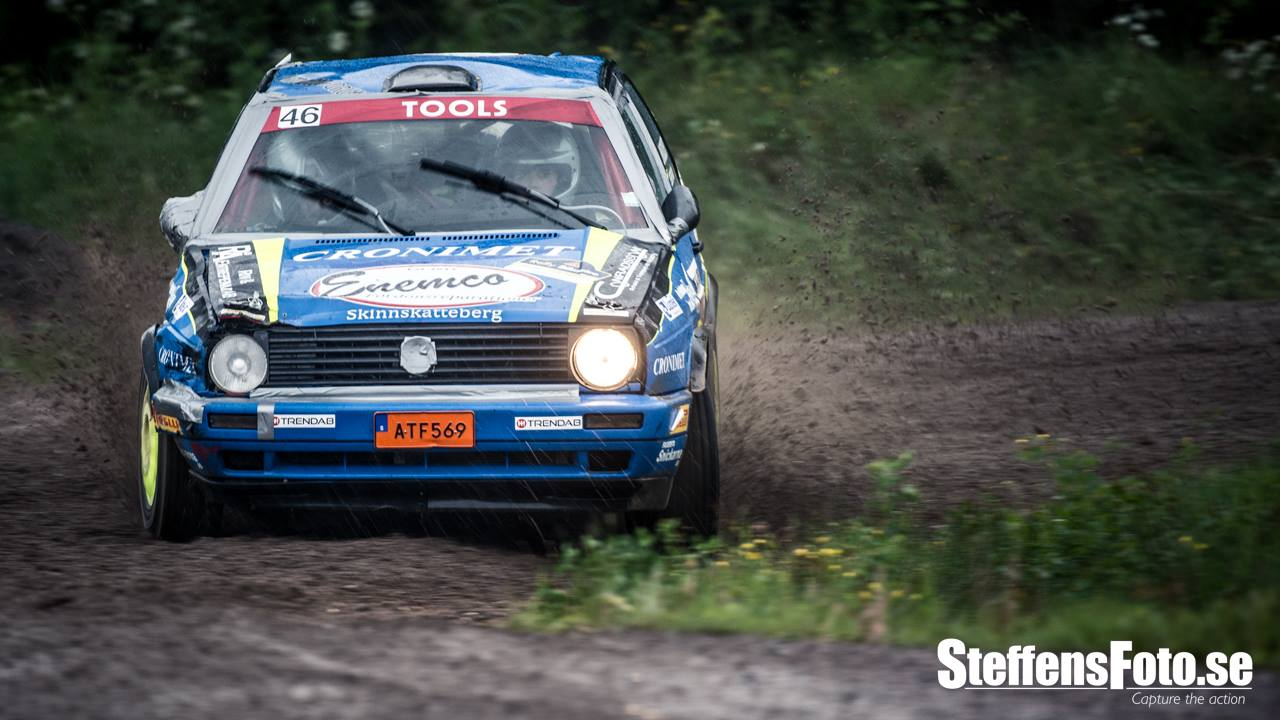 46
TOOLS
CRONIMET
Enemco
Skinnskatteberg
CRONIMET
TRENDAB
TRENDAB
S ATF569
SteffensFoto.se
Capture the action